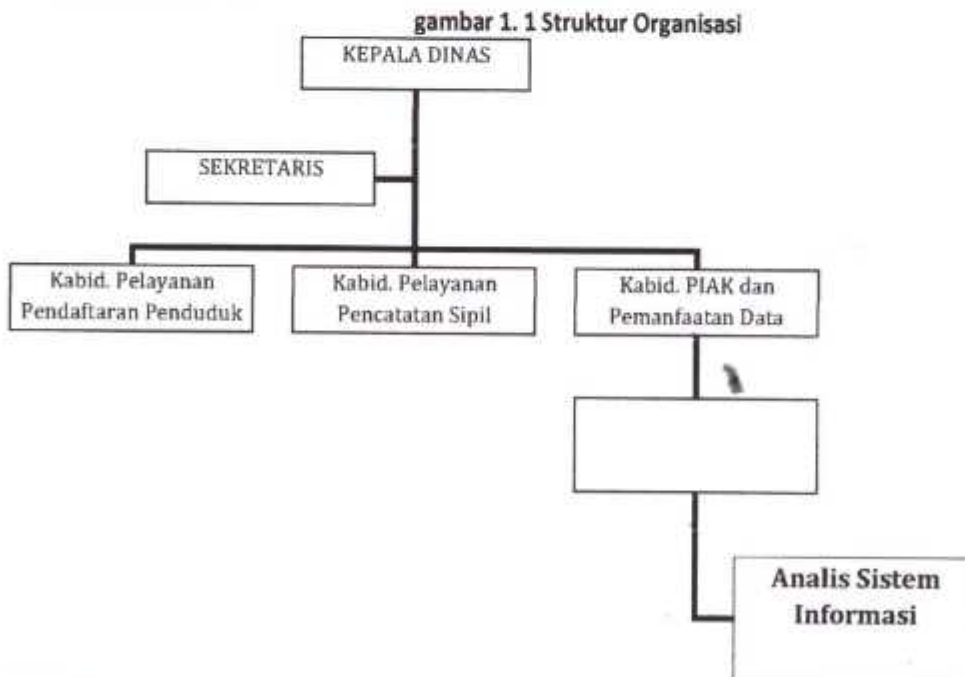 gambar 1. 1 Struktur Organisasi
KEPALA DINAS
SEKRETARIS
Kabid. Pelayanan
Pendaftaran Penduduk
Kabid. Pelayanan
Pencatatan Sipil
Kabid. PIAK dan
Pemanfaatan Data
Analis Sistem
Informasi